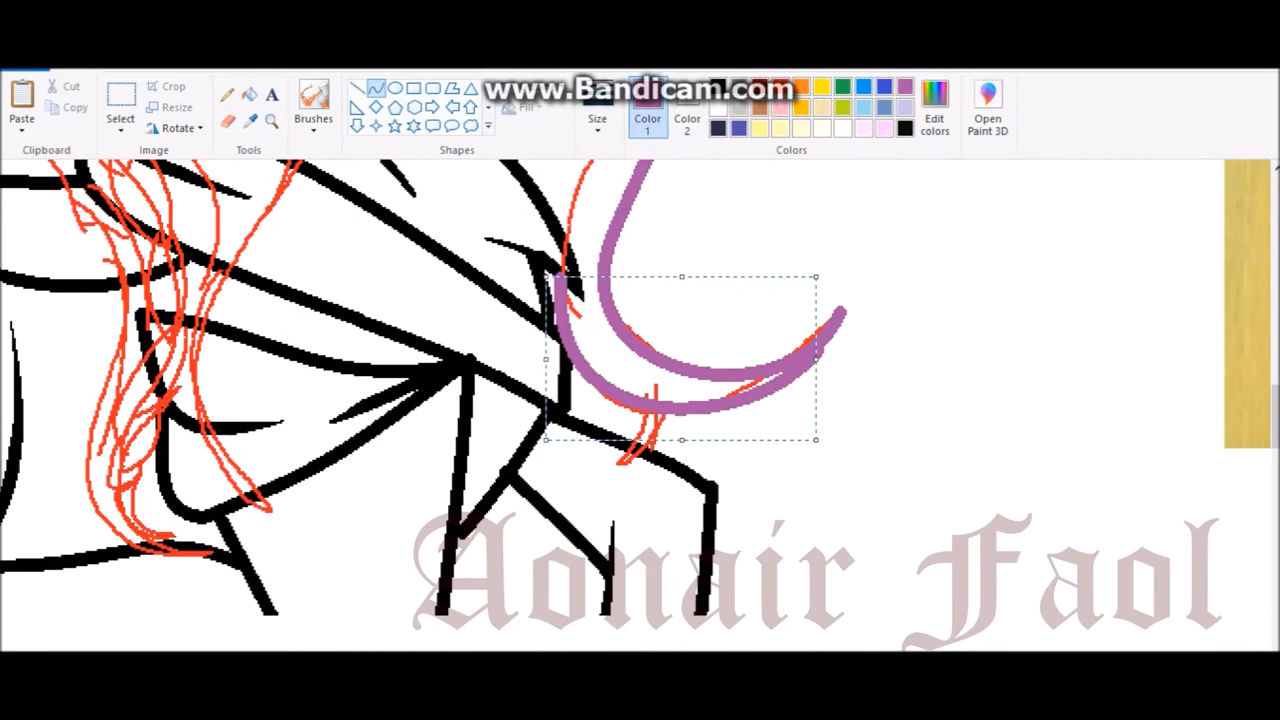 www.Bandicam.com
Cut
Copy
Paste
Clipboard
Select
Crop
Resize
Rotate
Image
A
Tools
Brushes
Fill
Shapes
Size
Color
1
Color
2
Edit
colors
Colors
Open
Paint 3D
Aonair Faol